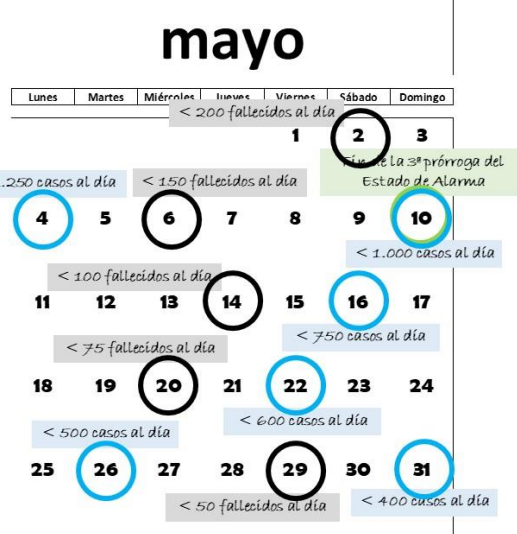 mayo
Lunes Martes Miércoles Jueves Viernes Sábado Domingo
< 200 fallecidos al día
1 2 3
Fin de la 3ª prórroga del
Estado de Alarma
.250 casos al día
< 150 fallecidos al día
4 5 6 7 8 9 10
< 1.000 casos al día
< 100 fallecidos al día
11 12 13 14 15 16 17
< 750 casos al día
< 75 fallecidos al día
18 19 20 21 22 23 24
< 600 casos al día
< 500 casos al día
25 26 27 28 29 30 31
< 400 casos al día
< 50 fallecidos al día